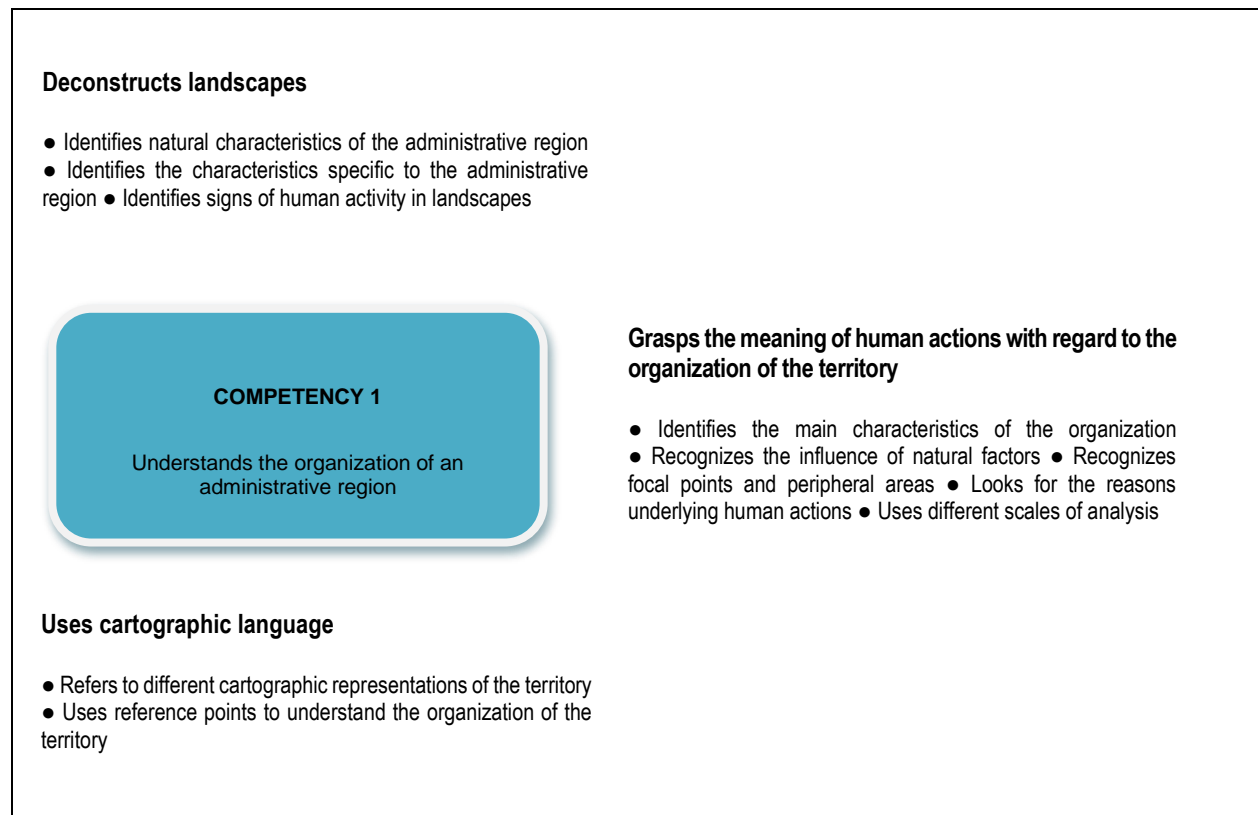 Deconstructs landscapes
● Identifies natural characteristics of the administrative region
● Identifies the characteristics specific to the administrative
region ● Identifies signs of human activity in landscapes
COMPETENCY 1
Understands the organization of an
administrative region
Grasps the meaning of human actions with regard to the
organization of the territory
● Identifies the main characteristics of the organization
● Recognizes the influence of natural factors ● Recognizes
focal points and peripheral areas ● Looks for the reasons
underlying human actions ● Uses different scales of analysis
Uses cartographic language
● Refers to different cartographic representations of the territory
● Uses reference points to understand the organization of the
territory